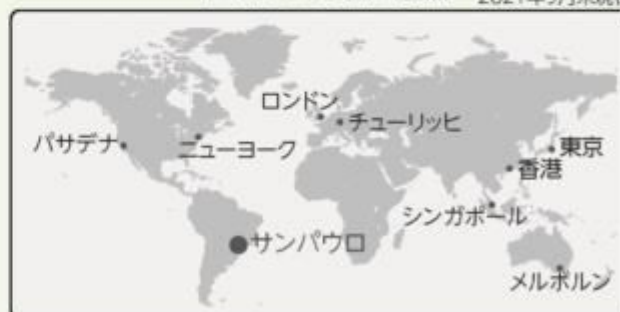 ロンドン
チューリッヒ
パサデナ
ニューヨーク
東京
香港
シンガポール
サンパウロ
メルボルン